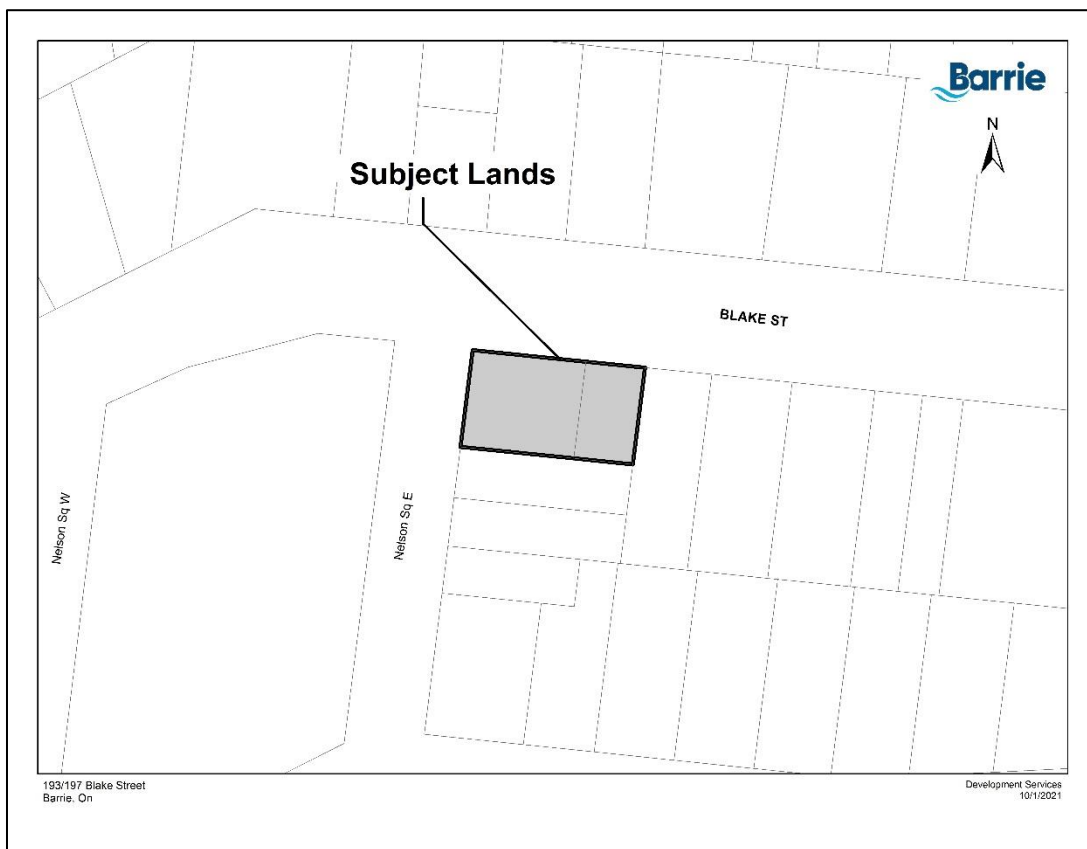 Barrie
N
Subject Lands
BLAKE ST
Nelson Sq W
Nelson Sq E
193/197 Blake Street
Barrie, On
Development Services
10/1/2021